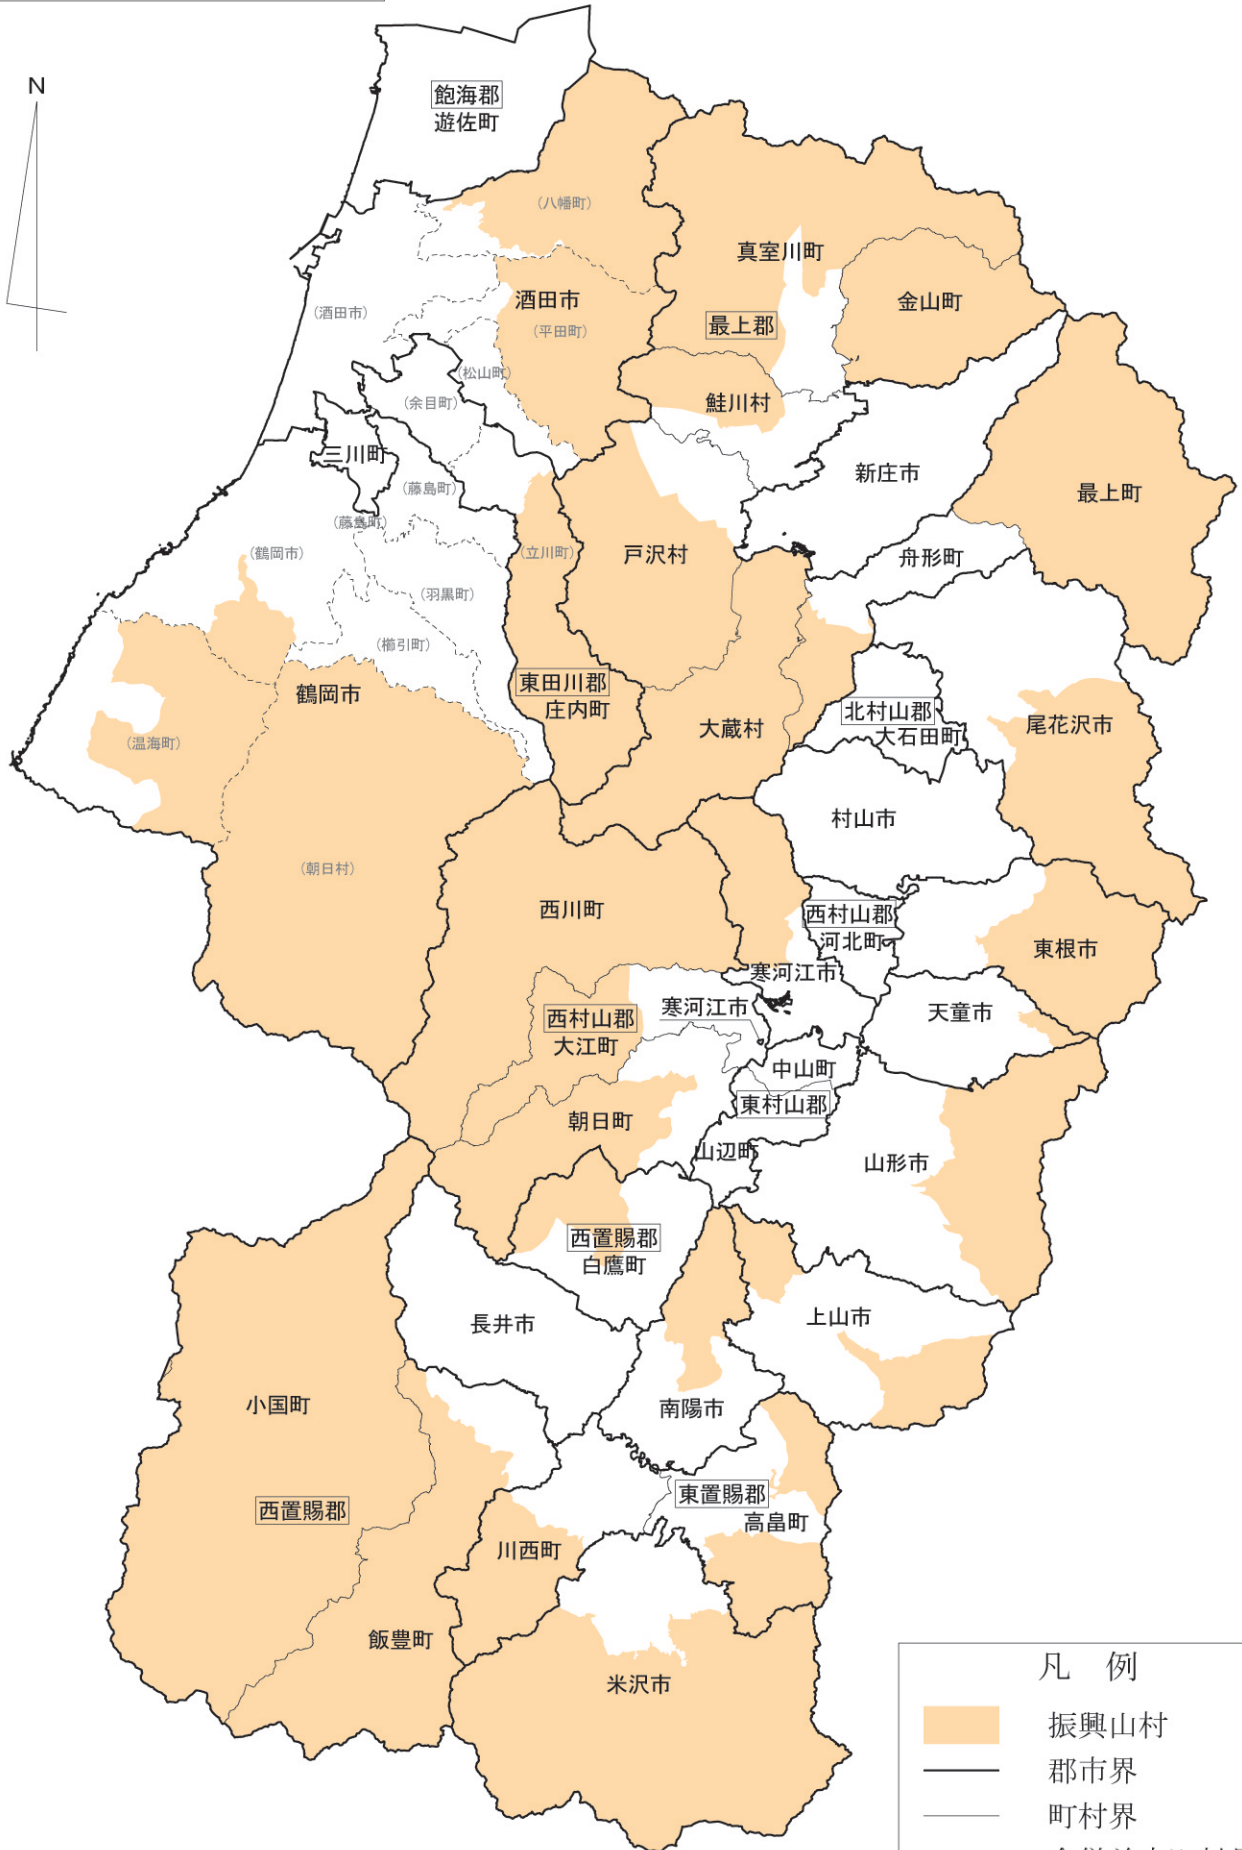 N
飽海郡
遊佐町
（八幡町）
真室川町
酒田市
金山町
（酒田市）
（平田町）
最上郡
（松山町）
（余目町）
鮭川村
三川町
新庄市
（藤島町）
最上町
（藤島町）
（鶴岡市）
（立川町）
戸沢村
舟形町
（羽黒町）
（櫛引町）
東田川郡
庄内町
鶴岡市
北村山郡
大石田町
尾花沢市
（温海町）
大蔵村
村山市
（朝日村）
西川町
西村山郡
河北町
東根市
寒河江市
寒河江市
天童市
西村山郡
大江町
中山町
東村山郡
朝日町
山辺町
山形市
西置賜郡
白鷹町
長井市
上山市
小国町
南陽市
西置賜郡
東置賜郡
高畠町
川西町
飯豊町
米沢市
凡 例
振興山村
郡市界
町村界